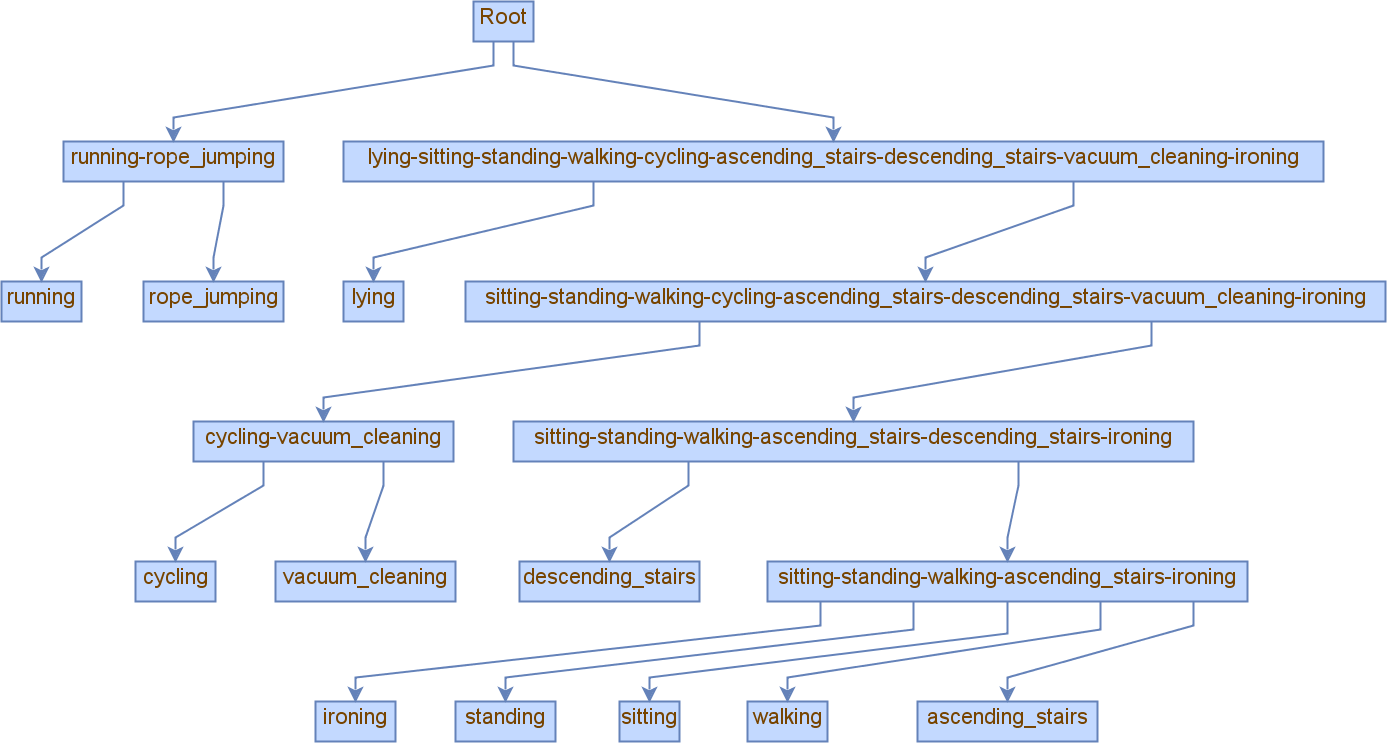 Root
running-rope_jumping
lying-sitting-standing-walking-cycling-ascending_stairs-descending_stairs-vacuum_cleaning-ironing
running
rope_jumping
lying
sitting-standing-walking-cycling-ascending_stairs-descending_stairs-vacuum_cleaning-ironing
cycling-vacuum_cleaning
sitting-standing-walking-ascending_stairs-descending_stairs-ironing
cycling
vacuum_cleaning
descending_stairs
sitting-standing-walking-ascending_stairs-ironing
ironing
standing
sitting
walking
ascending_stairs